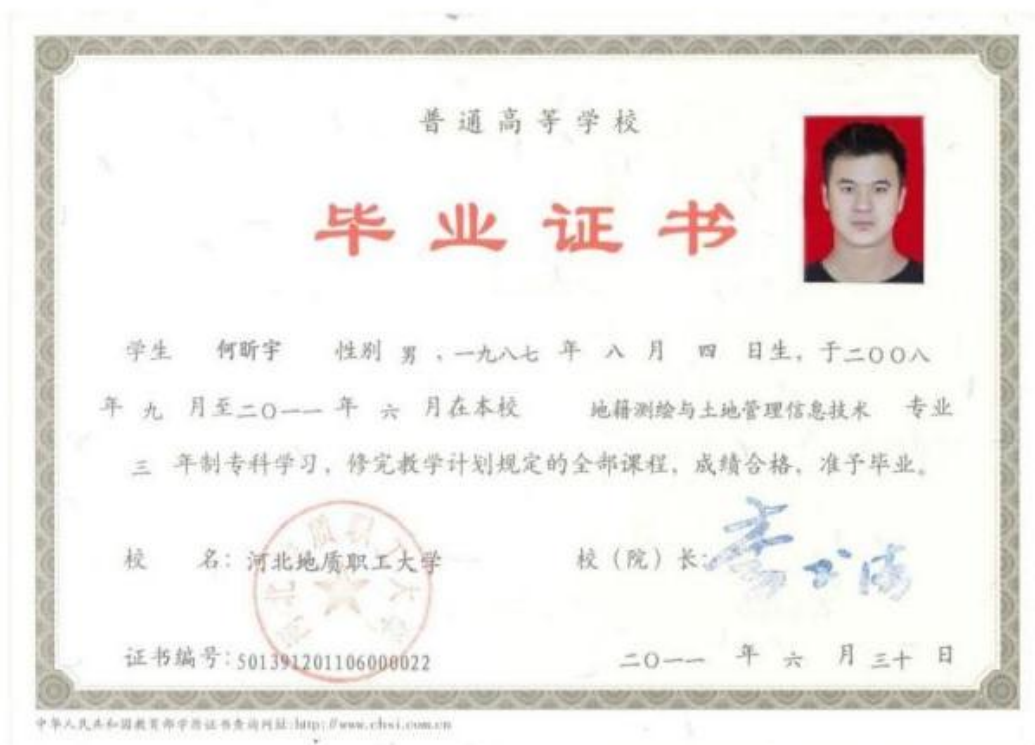 普通高等学校
毕业证书
学生 何昕宇 性别 男 ,一九八七 年 八 月 四 日生,于二〇〇八
年 九 月至二〇一一 年 六 月在本校 地籍测绘与土地管理信息技术 专业
三 年制专科学习,修完教学计划规定的全部课程,成绩合格,准予毕业。
校 名:河北地质职工大学 校(院)长:
证书编号:501391201106000022 二〇一一 年 六 月 三十 日
中华人民共和国教育部学历证书查询网址:http://www.chsi.com.cn